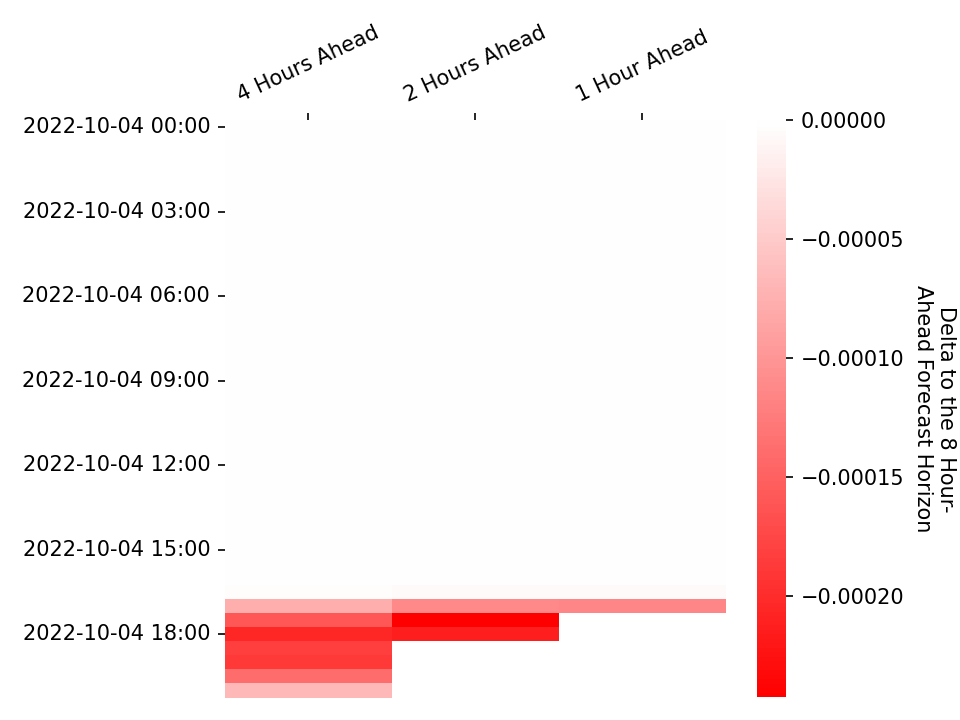 4 Hours Ahead
2 Hours Ahead
1 Hour Ahead
2022-10-04 00:00
2022-10-04 03:00
2022-10-04 06:00
2022-10-04 09:00
2022-10-04 12:00
2022-10-04 15:00
2022-10-04 18:00
0.00000
−0.00005
−0.00010
−0.00015
−0.00020
Delta to the 8 Hour-
Ahead Forecast Horizon